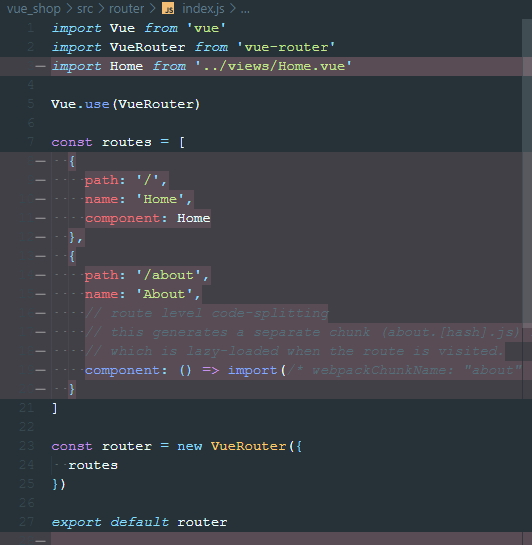 vue_shop > src > router > JS index.js > ...
1 import Vue from 'vue'
2 import VueRouter from 'vue-router'
— import Home from '../views/Home.vue'
4
5 Vue.use(VueRouter)
6
7 const routes = [
— {
— path: '/',
— name: 'Home',
— component: Home
— },
— {
— path: '/about',
— name: 'About',
— // route level code-splitting
— // this generates a separate chunk (about.[hash].js)
— // which is lazy-loaded when the route is visited.
— component: () => import(/* webpackChunkName: "about"
— }
21 ]
22
23 const router = new VueRouter({
24 routes
25 })
26
27 export default router
—